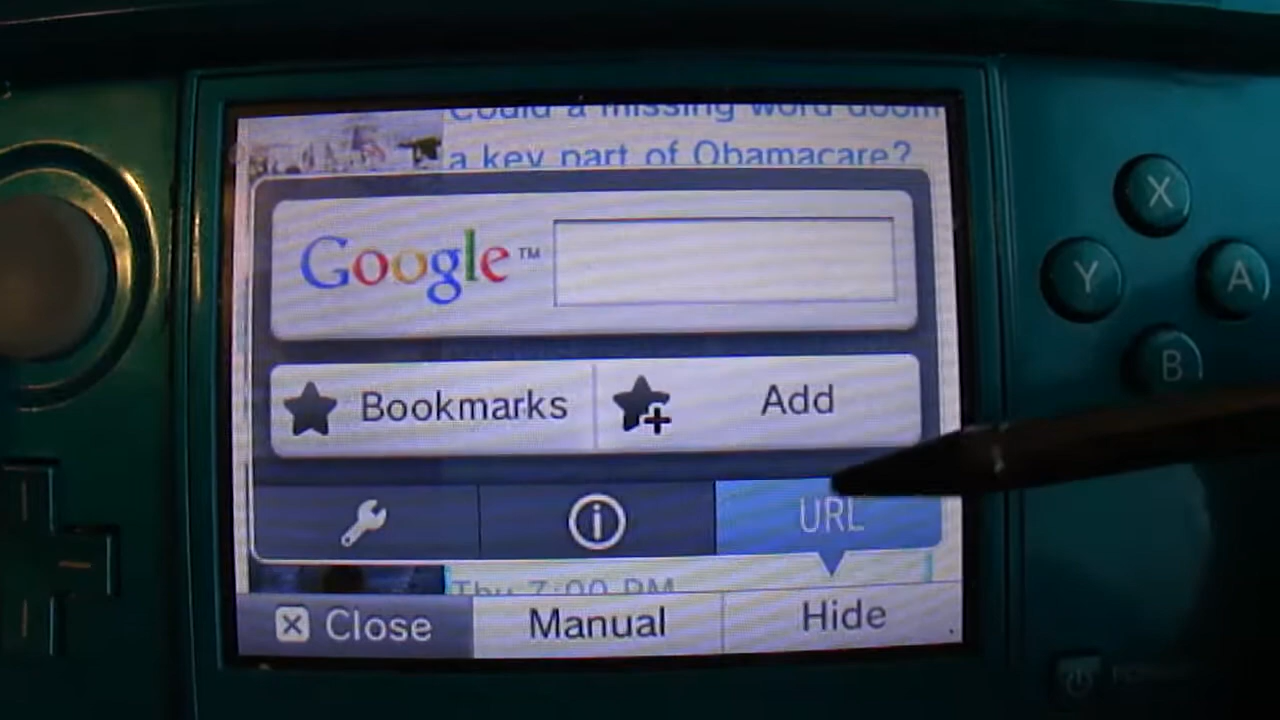 Could a missing word doom
a key part of Obamacare?
Google™
Bookmarks
Add
URL
Thu 7:00 PM
Close
Manual
Hide
X
Y
A
B
POWER